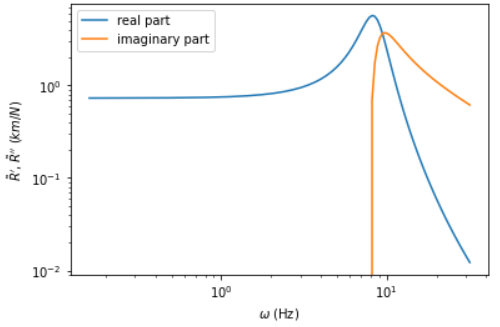 real part
imaginary part
R̃′, R̃″ (km/N)
10⁰
10⁻¹
10⁻²
10⁰
10¹
ω (Hz)